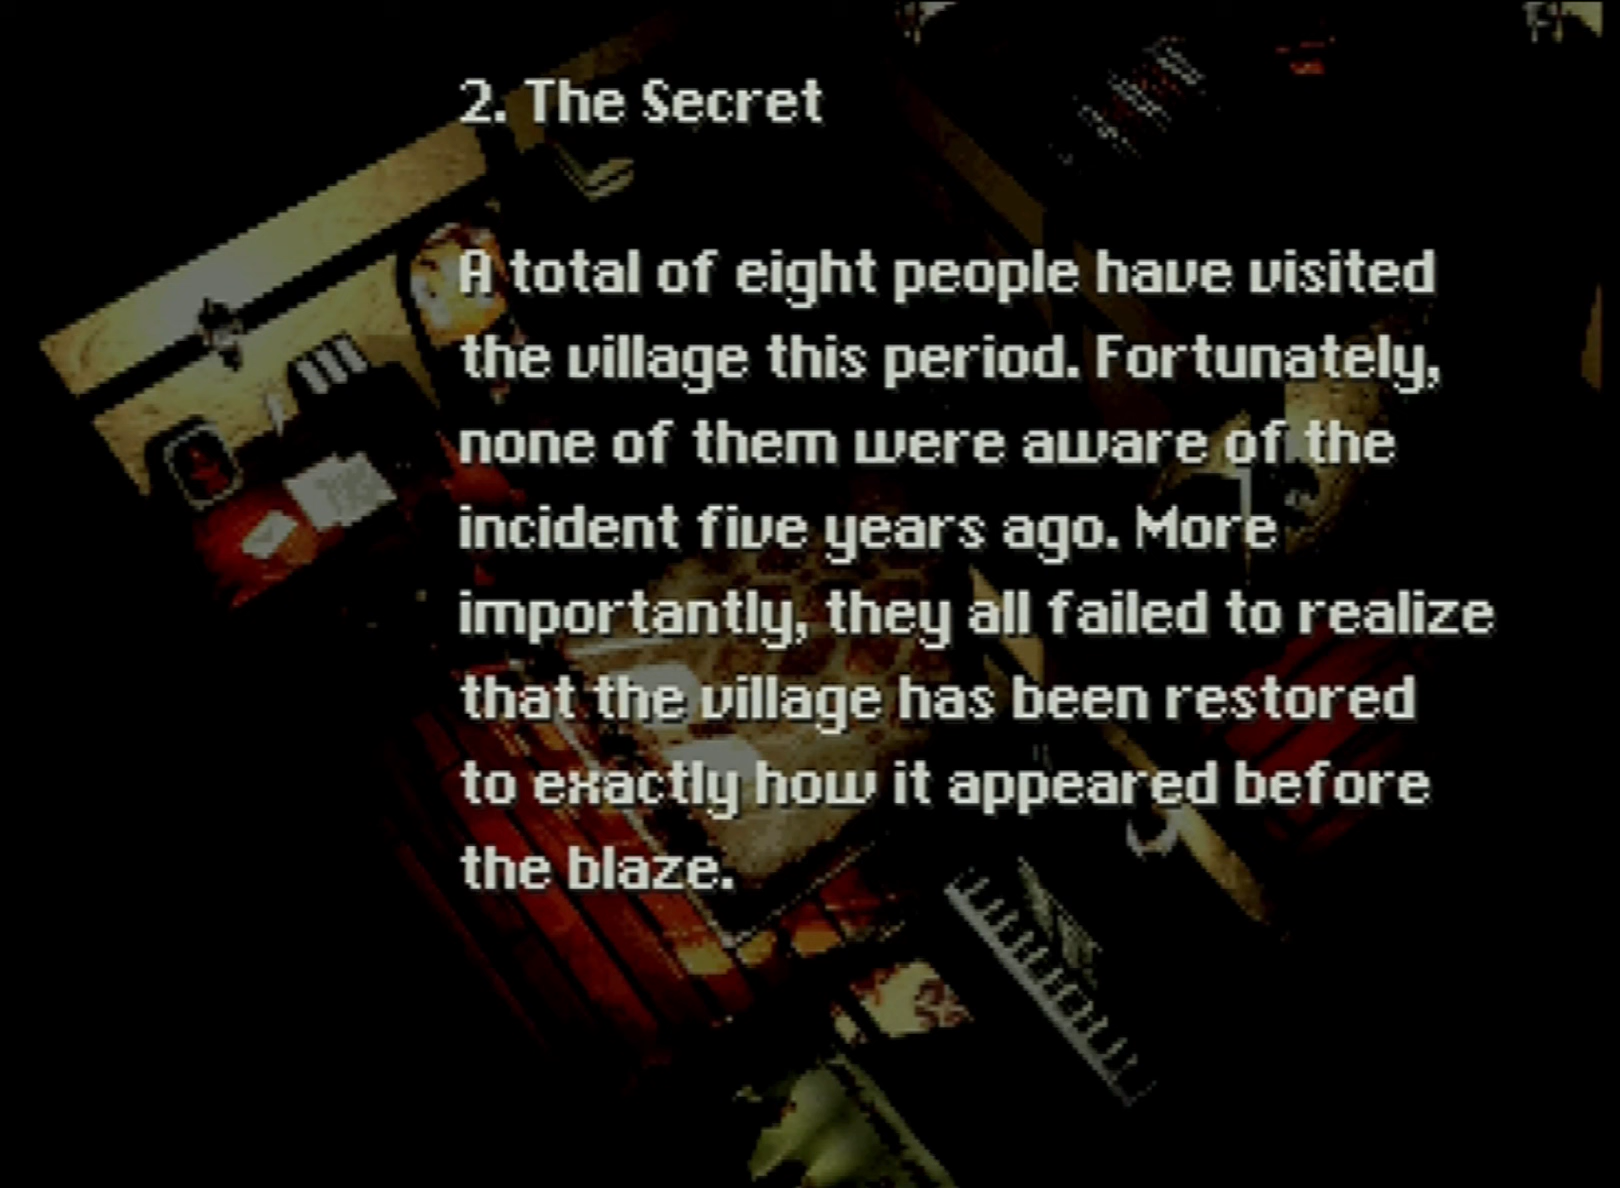 2. The Secret
A total of eight people have visited
the village this period. Fortunately,
none of them were aware of the
incident five years ago. More
importantly, they all failed to realize
that the village has been restored
to exactly how it appeared before
the blaze.